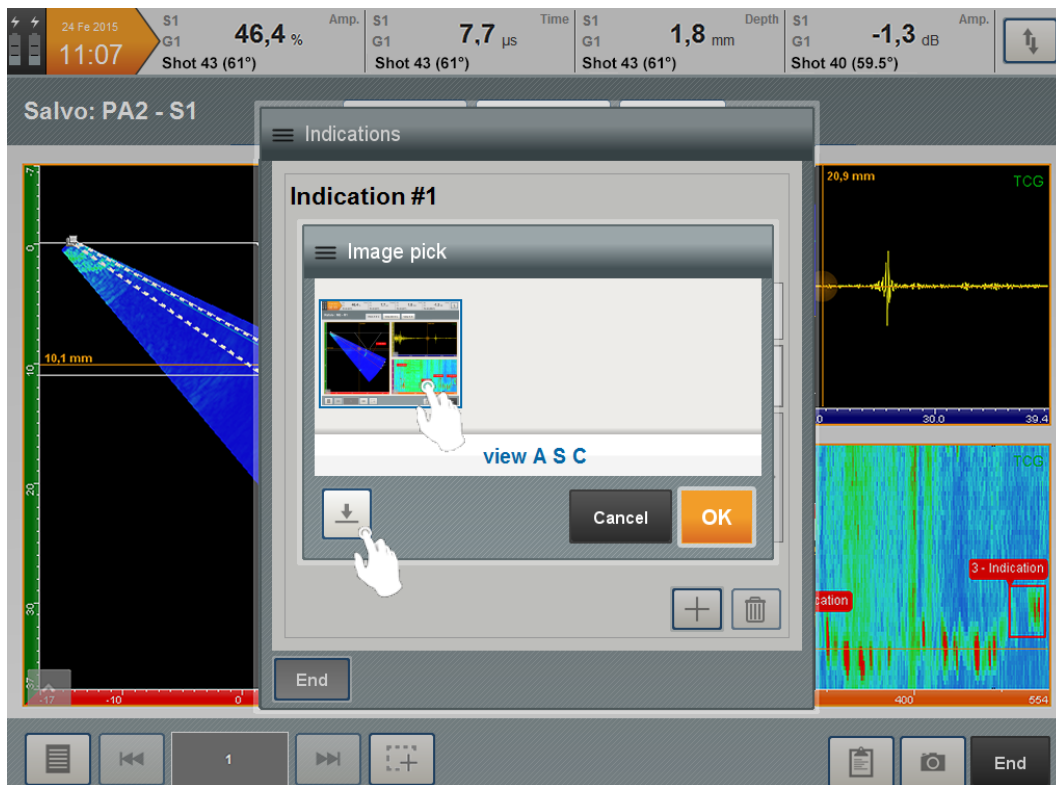 24 Fe 2015
11:07
S1 Amp.
G1 46,4 %
Shot 43 (61°)
S1 Time
G1 7,7 µs
Shot 43 (61°)
S1 Depth
G1 1,8 mm
Shot 43 (61°)
S1 Amp.
G1 -1,3 dB
Shot 40 (59.5°)
Salvo: PA2 - S1
Indications
Indication #1
Image pick
view A S C
Cancel
OK
End
-7
0
10,1 mm
10
20
30
37
-17
-10
0
20,9 mm
TCG
0
30.0
39.4
TCG
3 - Indication
cation
400
554
1
End